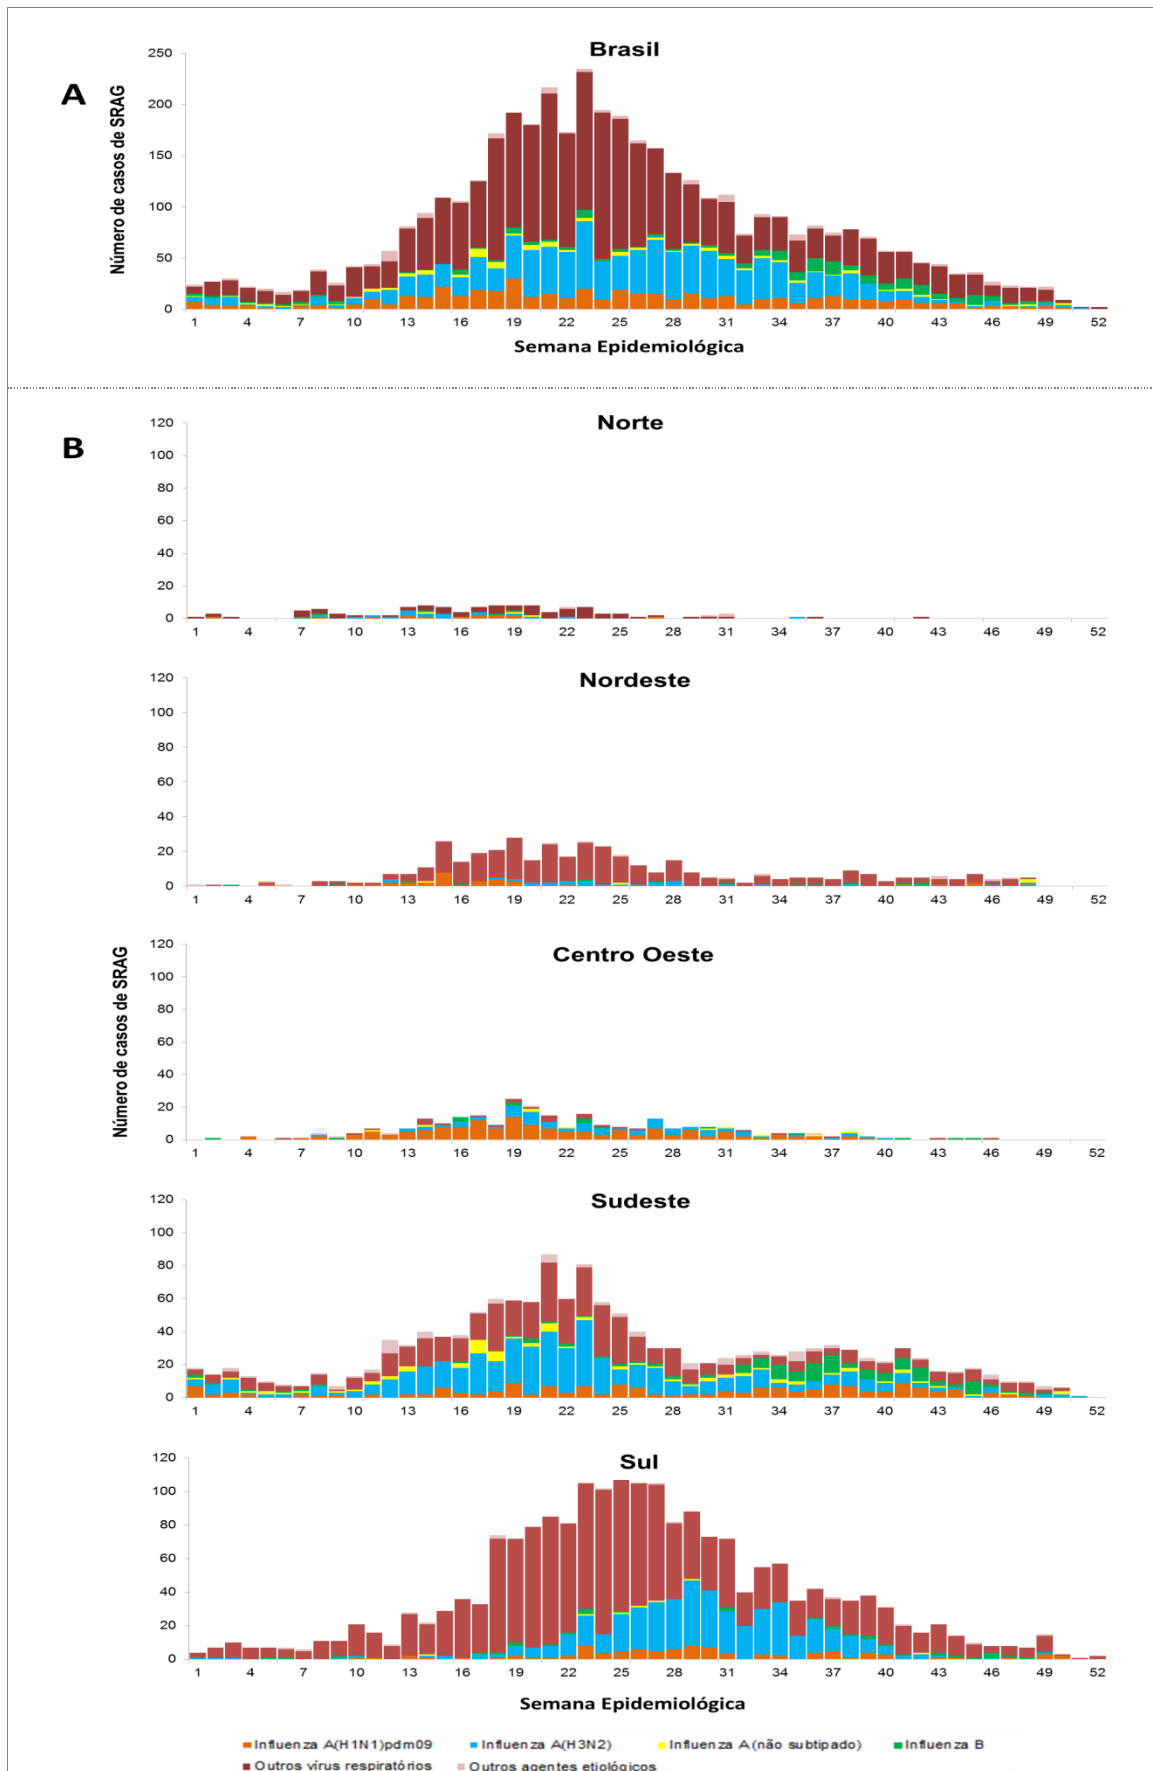 Brasil
A
Número de casos de SRAG
250
200
150
100
50
0
1 4 7 10 13 16 19 22 25 28 31 34 37 40 43 46 49 52
Semana Epidemiológica
B
Norte
120
100
80
60
40
20
0
1 4 7 10 13 16 19 22 25 28 31 34 37 40 43 46 49 52
Nordeste
120
100
80
60
40
20
0
1 4 7 10 13 16 19 22 25 28 31 34 37 40 43 46 49 52
Centro Oeste
Número de casos de SRAG
120
100
80
60
40
20
0
1 4 7 10 13 16 19 22 25 28 31 34 37 40 43 46 49 52
Sudeste
120
100
80
60
40
20
0
1 4 7 10 13 16 19 22 25 28 31 34 37 40 43 46 49 52
Sul
120
100
80
60
40
20
0
1 4 7 10 13 16 19 22 25 28 31 34 37 40 43 46 49 52
Semana Epidemiológica
Influenza A(H1N1)pdm09 Influenza A(H3N2) Influenza A (não subtipado) Influenza B
Outros vírus respiratórios Outros agentes etiológicos